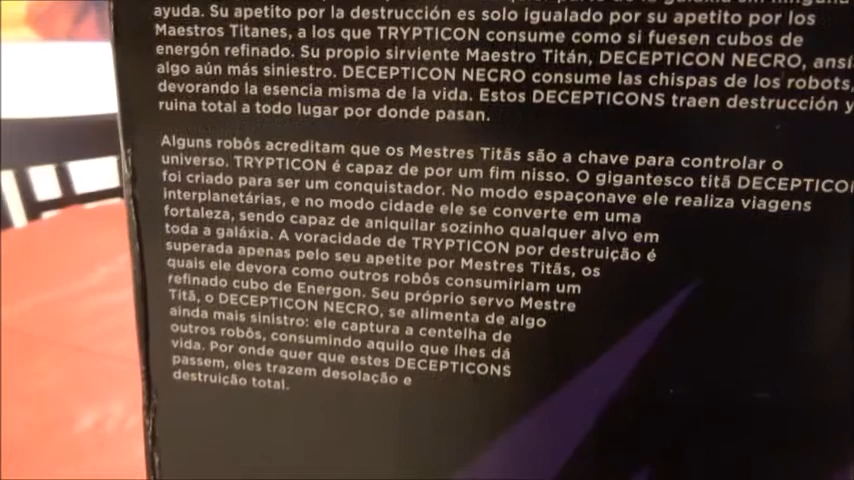 ayuda. Su apetito por la destrucción es solo igualado por su apetito por los
Maestros Titanes, a los que TRYPTICON consume como si fuesen cubos de
energón refinado. Su propio sirviente Maestro Titán, DECEPTICON NECRO, ansí
algo aún más siniestro. DECEPTICON NECRO consume las chispas de los robots,
devorando la esencia misma de la vida. Estos DECEPTICONS traen destrucción y
ruina total a todo lugar por donde pasan.
Alguns robôs acreditam que os Mestres Titãs são a chave para controlar o
universo. TRYPTICON é capaz de por um fim nisso. O gigantesco titã DECEPTICO
foi criado para ser um conquistador. No modo espaçonave ele realiza viagens
interplanetárias, e no modo cidade ele se converte em uma
fortaleza, sendo capaz de aniquilar sozinho qualquer alvo em
toda a galáxia. A voracidade de TRYPTICON por destruição é
superada apenas pelo seu apetite por Mestres Titãs, os
quais ele devora como outros robôs consumiriam um
refinado cubo de Energon. Seu próprio servo Mestre
Titã, o DECEPTICON NECRO, se alimenta de algo
ainda mais sinistro: ele captura a centelha de
outros robôs, consumindo aquilo que lhes dá
vida. Por onde quer que estes DECEPTICONS
passem, eles trazem desolação e
destruição total.